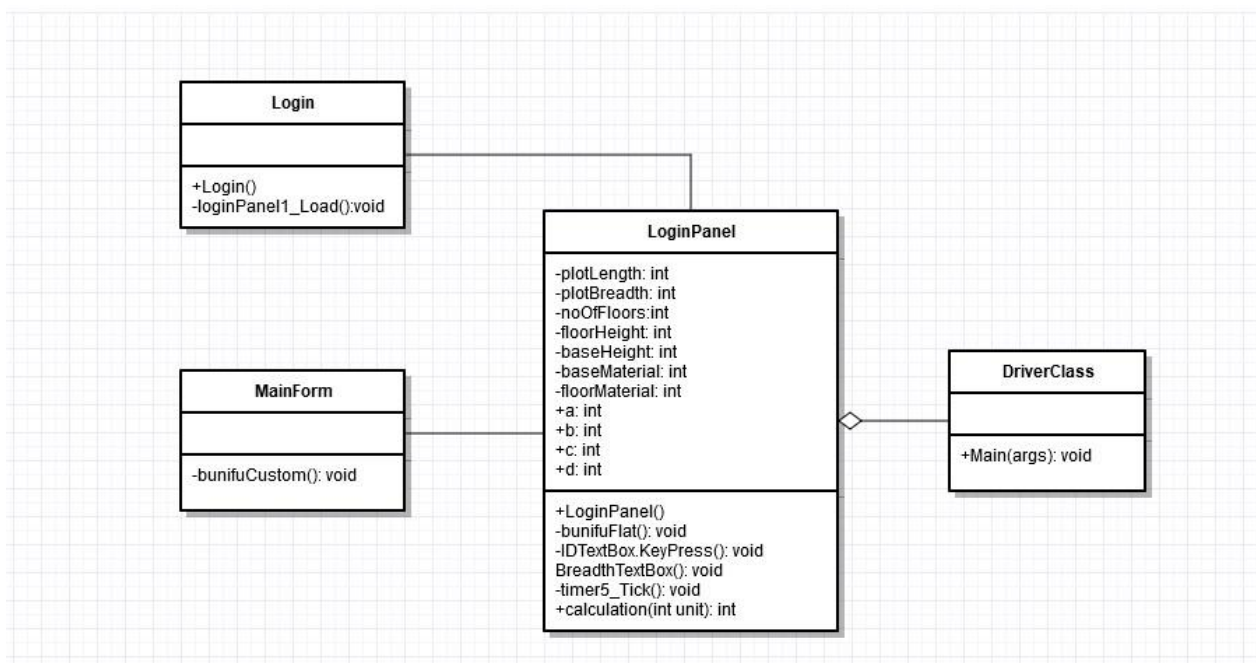 Login
+Login()
-loginPanel1_Load():void
LoginPanel
-plotLength: int
-plotBreadth: int
-noOfFloors:int
-floorHeight: int
-baseHeight: int
-baseMaterial: int
-floorMaterial: int
+a: int
+b: int
+c: int
+d: int
+LoginPanel()
-bunifuFlat(): void
-IDTextBox.KeyPress(): void
BreadthTextBox(): void
-timer5_Tick(): void
+calculation(int unit): int
MainForm
-bunifuCustom(): void
DriverClass
+Main(args): void